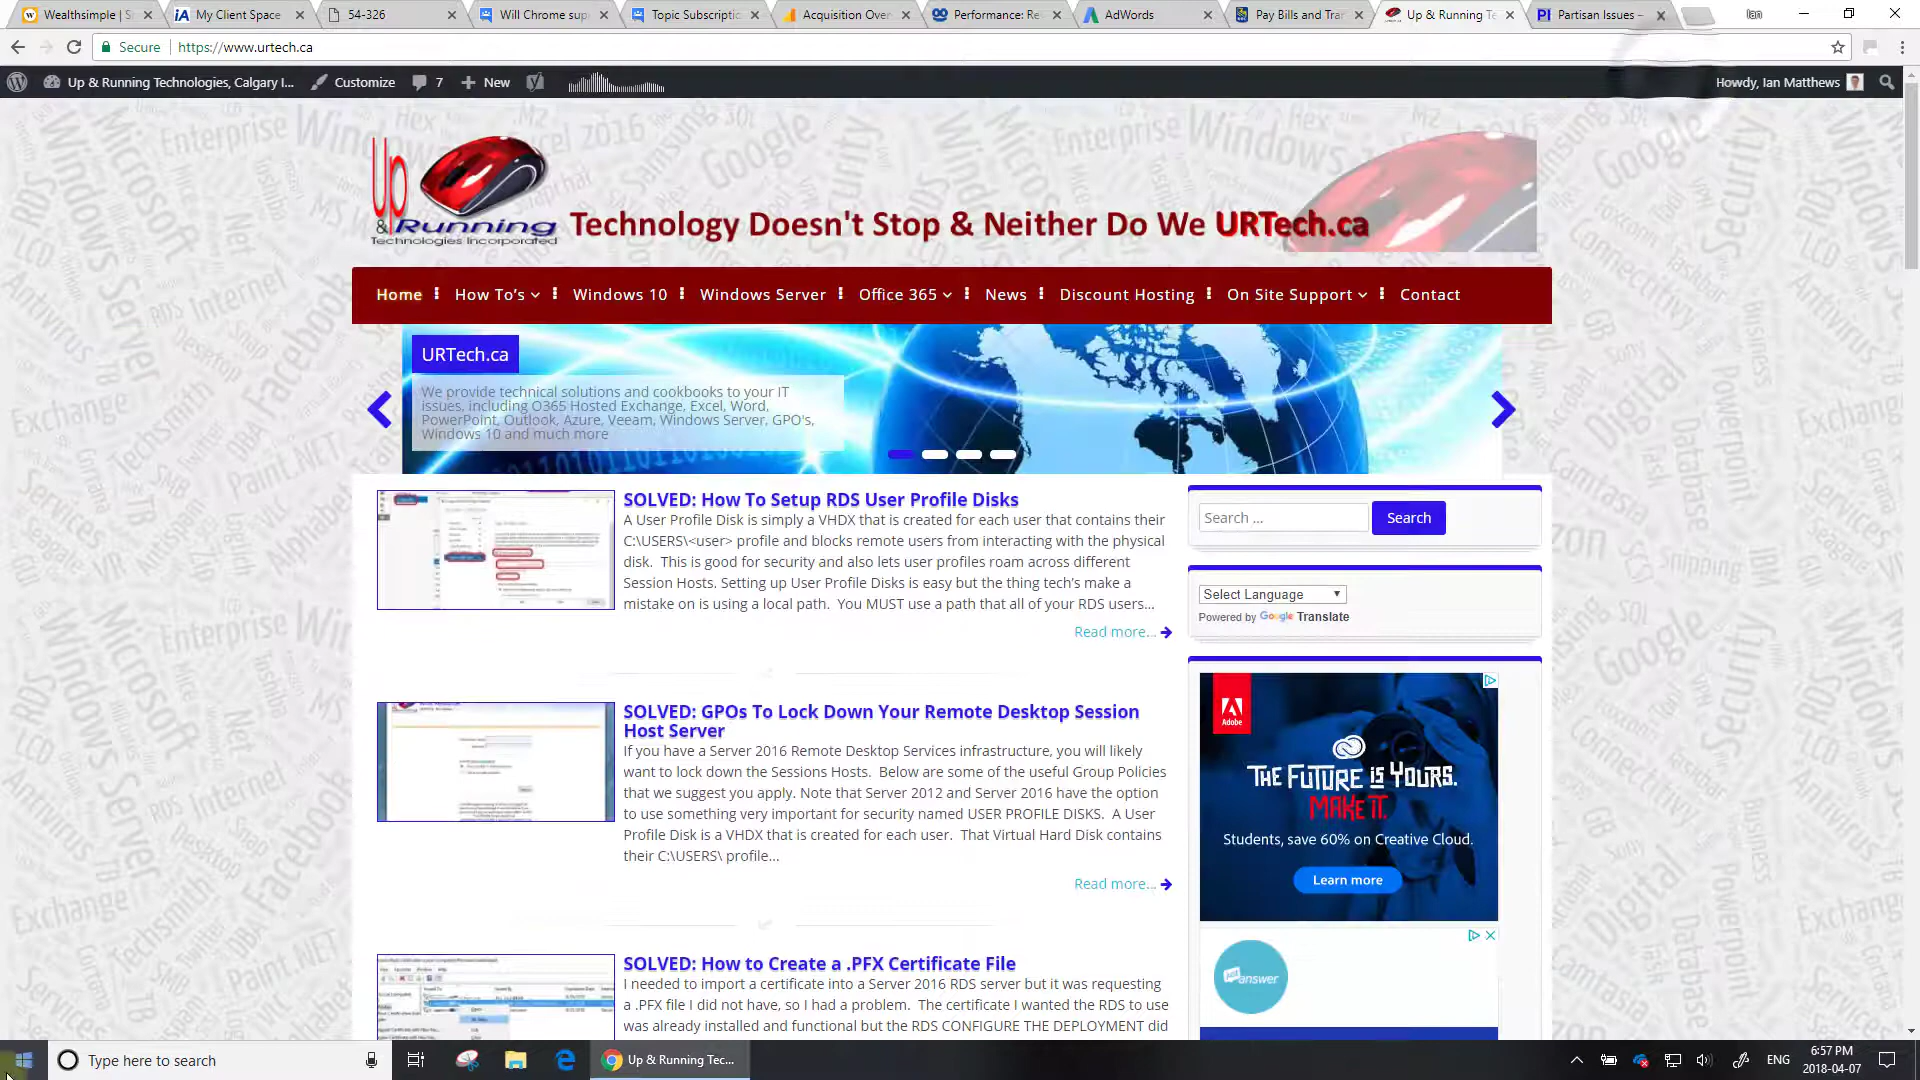 Wealthsimple | S
My Client Space
54-326
Will Chrome sup
Topic Subscriptio
Acquisition Over
Performance: Re
AdWords
Pay Bills and Tran
Up & Running Te
Partisan Issues –
Ian
Secure
https://www.urtech.ca
Up & Running Technologies, Calgary I...
Customize
7
New
Howdy, Ian Matthews
Up
& Running
Technologies Incorporated
Technology Doesn't Stop & Neither Do We URTech.ca
Home
How To's
Windows 10
Windows Server
Office 365
News
Discount Hosting
On Site Support
Contact
URTech.ca
We provide technical solutions and cookbooks to your IT
issues, including O365 Hosted Exchange, Excel, Word,
PowerPoint, Outlook, Azure, Veeam, Windows Server, GPO's,
Windows 10 and much more
SOLVED: How To Setup RDS User Profile Disks
A User Profile Disk is simply a VHDX that is created for each user that contains their
C:\USERS\<user> profile and blocks remote users from interacting with the physical
disk.  This is good for security and also lets user profiles roam across different
Session Hosts. Setting up User Profile Disks is easy but the thing tech's make a
mistake on is using a local path.  You MUST use a path that all of your RDS users...
Read more...
SOLVED: GPOs To Lock Down Your Remote Desktop Session
Host Server
If you have a Server 2016 Remote Desktop Services infrastructure, you will likely
want to lock down the Sessions Hosts.  Below are some of the useful Group Policies
that we suggest you apply. Note that Server 2012 and Server 2016 have the option
to use something very important for security named USER PROFILE DISKS.  A User
Profile Disk is a VHDX that is created for each user.  That Virtual Hard Disk contains
their C:\USERS\ profile...
Read more...
SOLVED: How to Create a .PFX Certificate File
I needed to import a certificate into a Server 2016 RDS server but it was requesting
a .PFX file I did not have, so I had a problem.  The certificate I wanted the RDS to use
was already installed and functional but the RDS CONFIGURE THE DEPLOYMENT did
Search ...
Search
Select Language
Powered by Google Translate
Adobe
THE FUTURE IS YOURS.
MAKE IT.
Students, save 60% on Creative Cloud.
Learn more
Just
answer
Type here to search
Up & Running Tec...
ENG
6:57 PM
2018-04-07